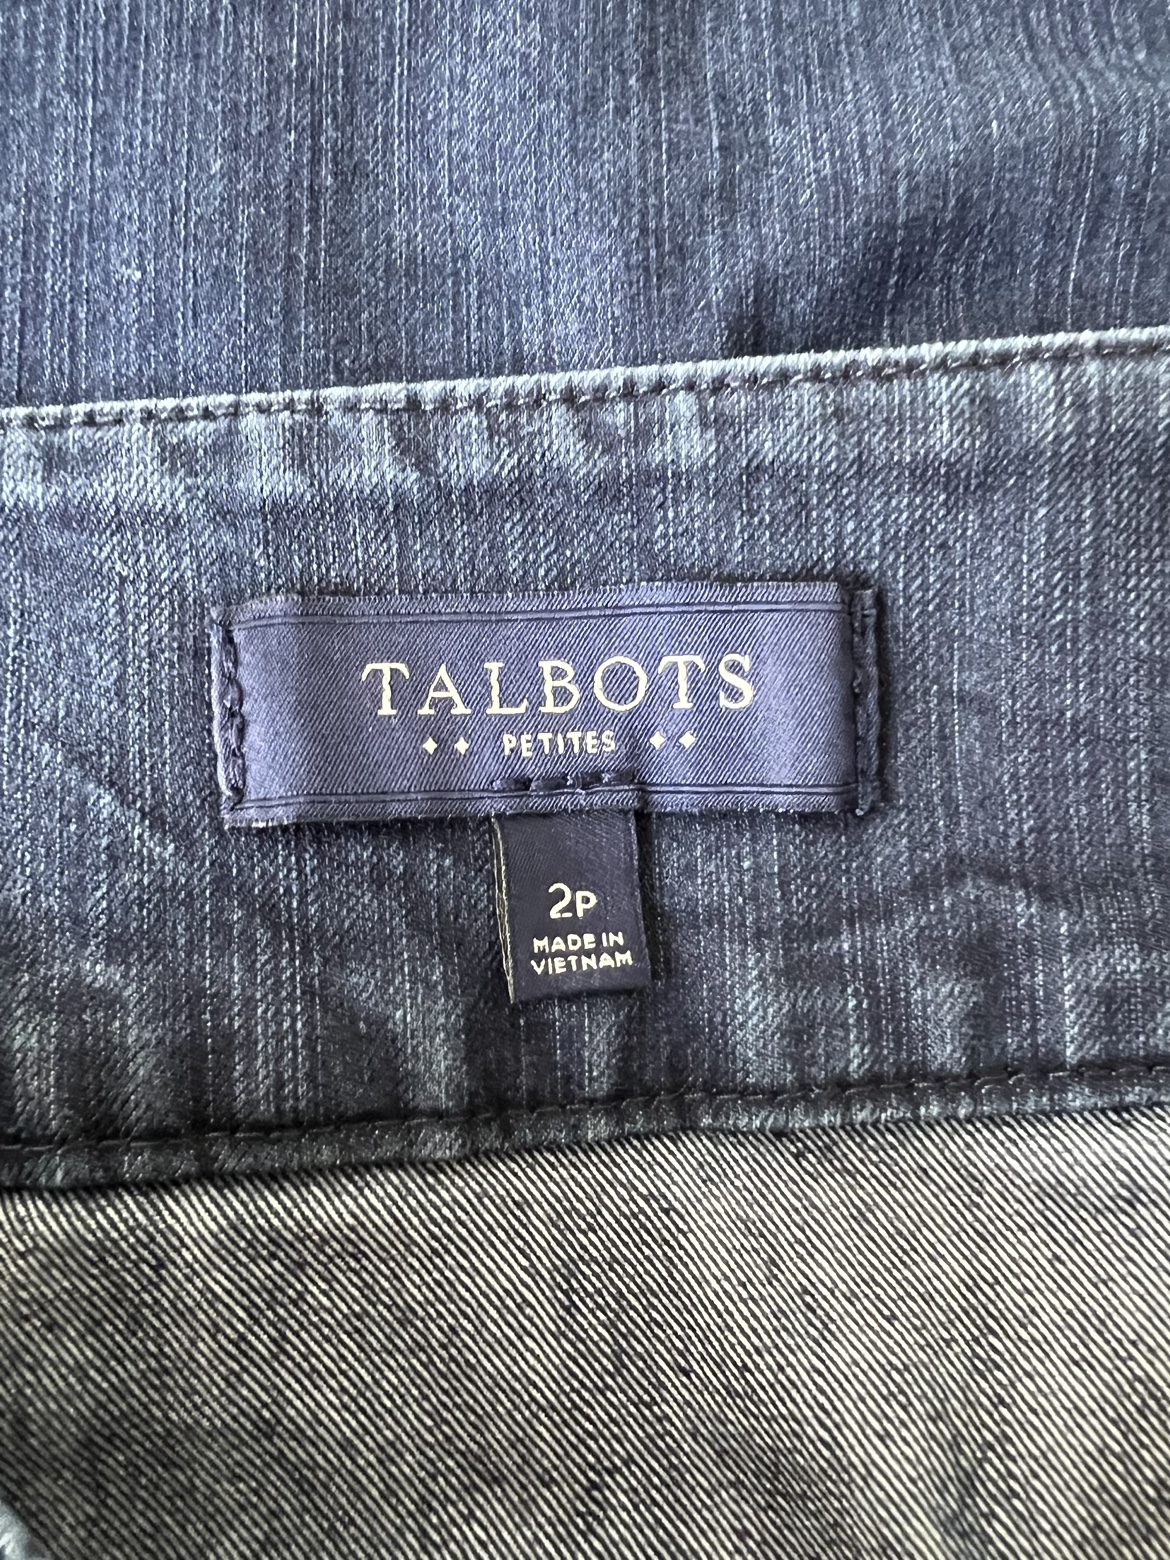 TALBOTS
PETITES
2P
MADE IN
VIETNAM